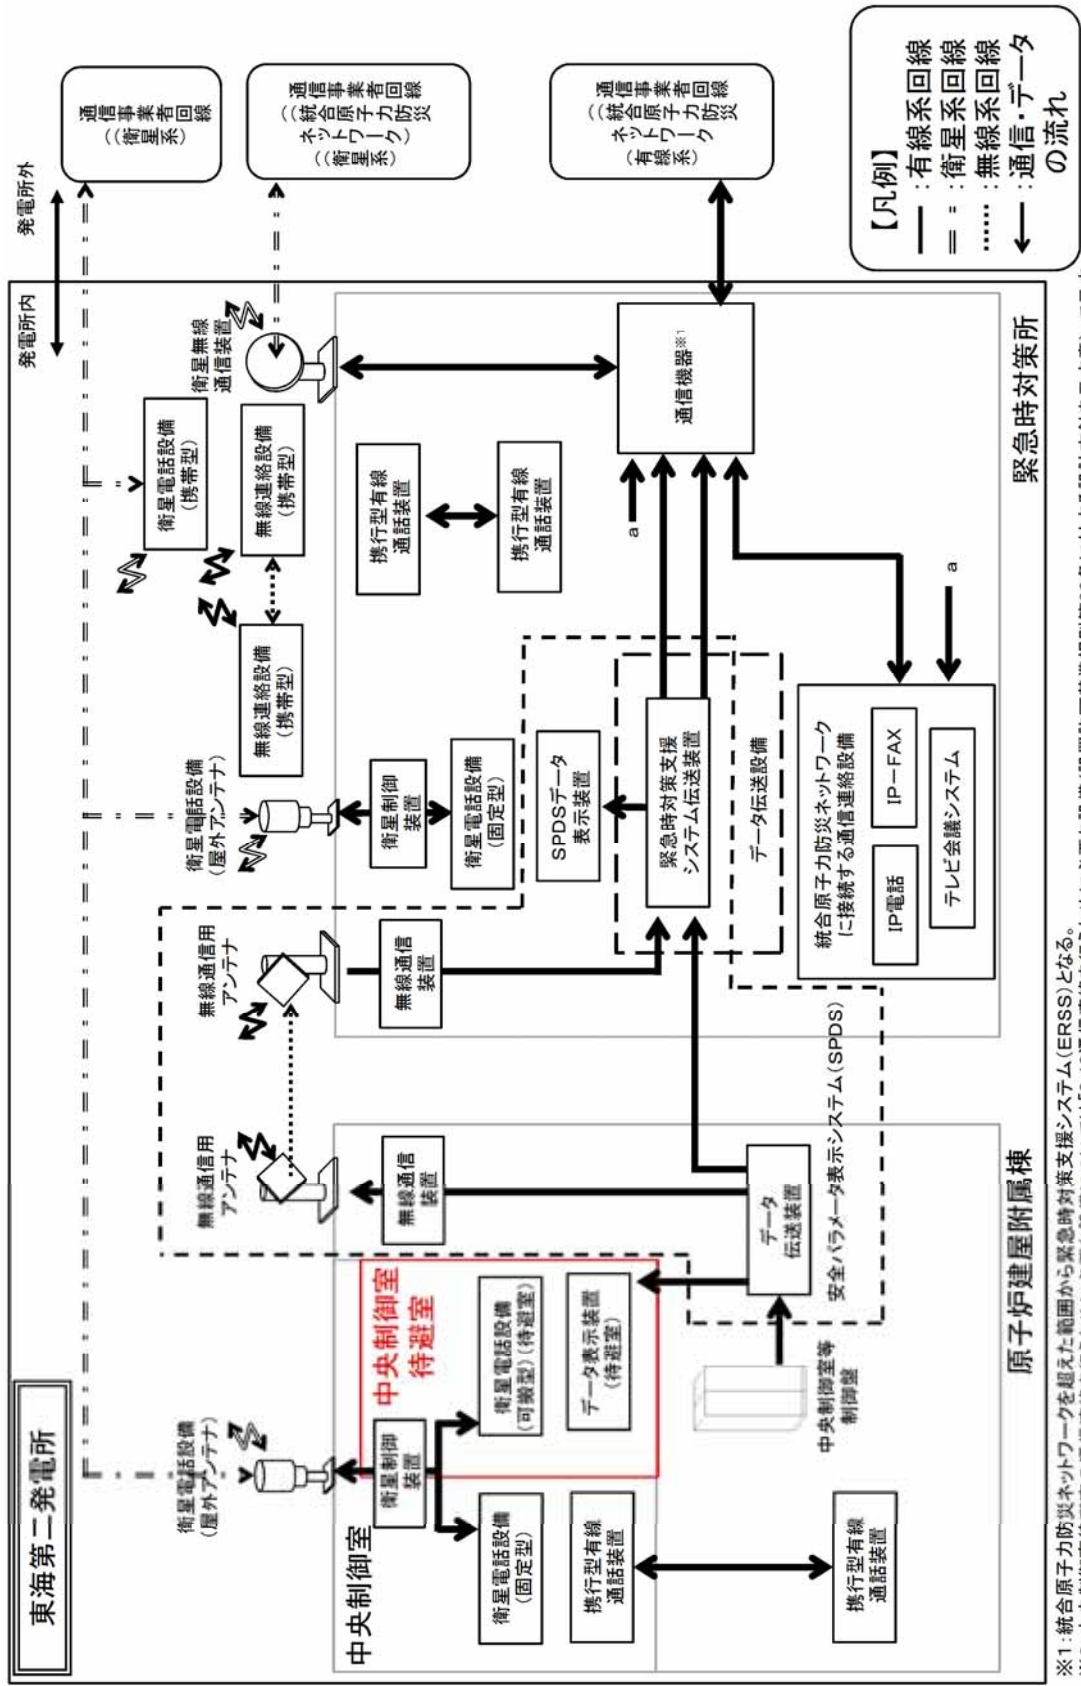 東海第二発電所
発電所内
発電所外
通信事業者回線
(衛星系)
通信事業者回線
(統合原子力防災
ネットワーク)
(衛星系)
通信事業者回線
(統合原子力防災
ネットワーク)
(有線系)
【凡例】
:有線系回線
:衛星系回線
:無線系回線
:通信・データ
の流れ
衛星電話設備
(屋外アンテナ)
無線通信用
アンテナ
無線通信用
アンテナ
衛星電話設備
(屋外アンテナ)
無線連絡設備
(携帯型)
無線連絡設備
(携帯型)
衛星電話設備
(携帯型)
衛星無線
通信装置
中央制御室
中央制御室
待避室
衛星制御
装置
衛星電話設備
(固定型)
衛星電話設備
(可搬型)(待避室)
携行型有線
通話装置
データ表示装置
(待避室)
携行型有線
通話装置
中央制御室等
制御盤
無線通信
装置
データ
伝送装置
安全パラメータ表示システム(SPDS)
原子炉建屋附属棟
無線通信
装置
衛星制御
装置
衛星電話設備
(固定型)
SPDSデータ
表示装置
緊急時対策支援
システム伝送装置
データ伝送設備
携行型有線
通話装置
携行型有線
通話装置
a
通信機器※1
統合原子力防災ネットワーク
に接続する通信連絡設備
IP電話
IP－FAX
テレビ会議システム
a
緊急時対策所
※1:統合原子力防災ネットワークを超えた範囲から緊急時対策支援システム(ERSS)となる。